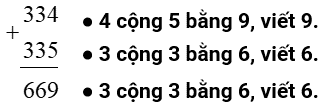 334 ● 4 cộng 5 bằng 9, viết 9.
+
335 ● 3 cộng 3 bằng 6, viết 6.
669 ● 3 cộng 3 bằng 6, viết 6.